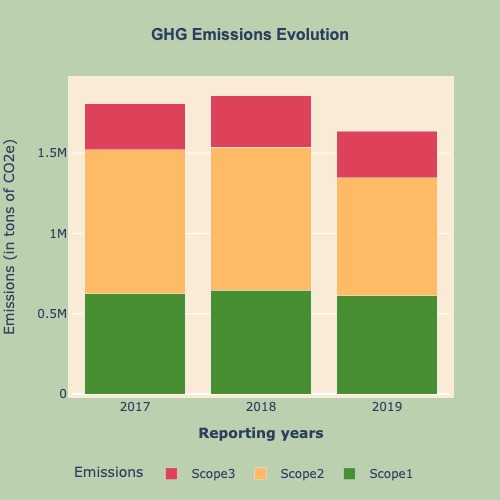 GHG Emissions Evolution
Emissions (in tons of CO2e)
1.5M
1M
0.5M
0
2017 2018 2019
Reporting years
Emissions Scope3 Scope2 Scope1